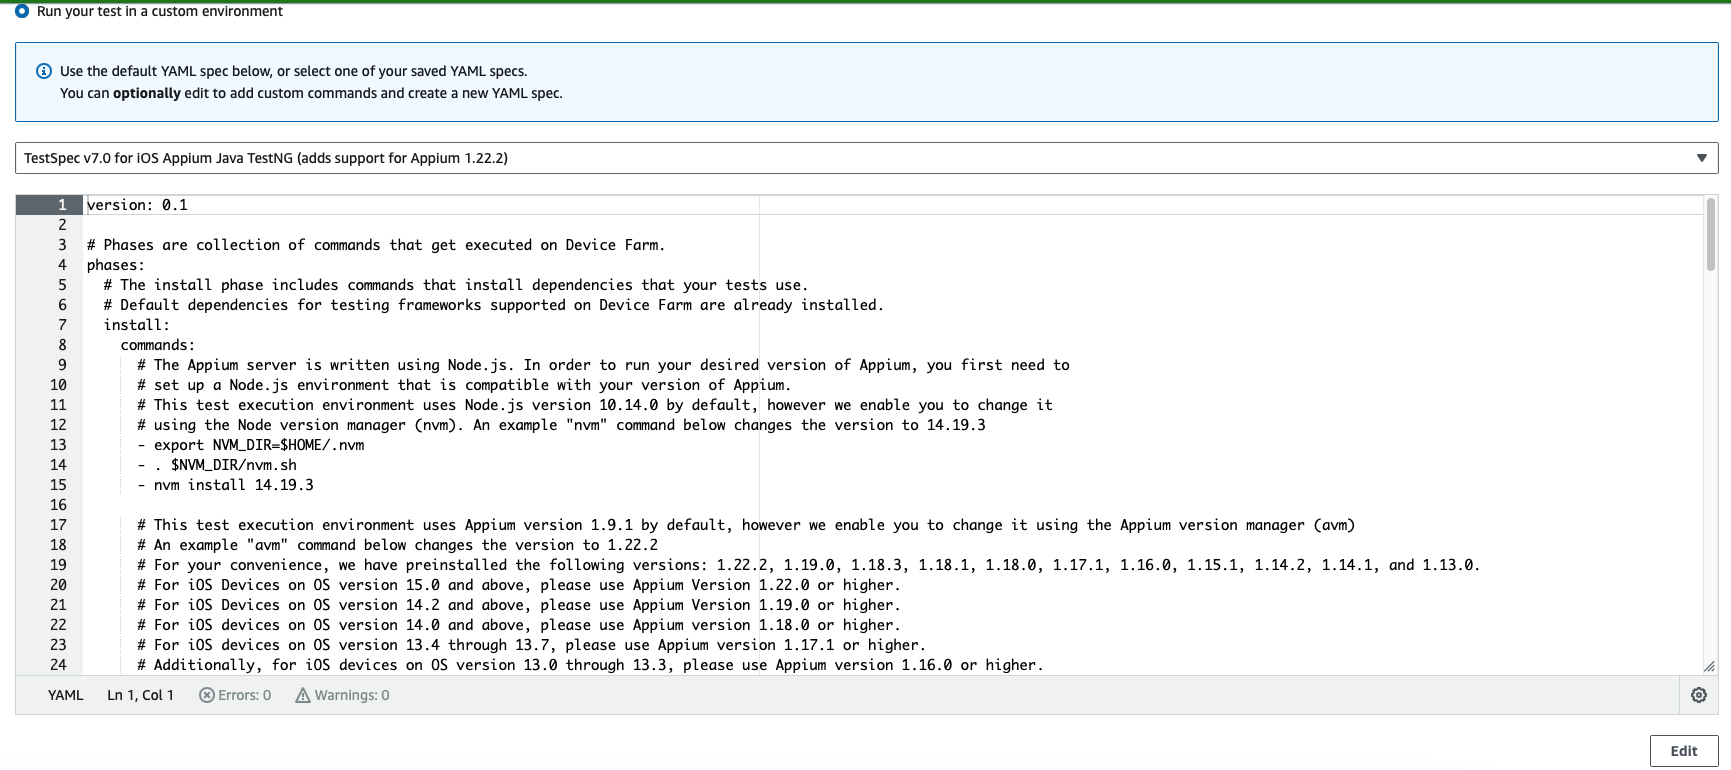 Run your test in a custom environment
Use the default YAML spec below, or select one of your saved YAML specs.
You can optionally edit to add custom commands and create a new YAML spec.
TestSpec v7.0 for iOS Appium Java TestNG (adds support for Appium 1.22.2)
1 version: 0.1
2
3 # Phases are collection of commands that get executed on Device Farm.
4 phases:
5   # The install phase includes commands that install dependencies that your tests use.
6   # Default dependencies for testing frameworks supported on Device Farm are already installed.
7   install:
8     commands:
9       # The Appium server is written using Node.js. In order to run your desired version of Appium, you first need to
10       # set up a Node.js environment that is compatible with your version of Appium.
11       # This test execution environment uses Node.js version 10.14.0 by default, however we enable you to change it
12       # using the Node version manager (nvm). An example "nvm" command below changes the version to 14.19.3
13       - export NVM_DIR=$HOME/.nvm
14       - . $NVM_DIR/nvm.sh
15       - nvm install 14.19.3
16
17       # This test execution environment uses Appium version 1.9.1 by default, however we enable you to change it using the Appium version manager (avm)
18       # An example "avm" command below changes the version to 1.22.2
19       # For your convenience, we have preinstalled the following versions: 1.22.2, 1.19.0, 1.18.3, 1.18.1, 1.18.0, 1.17.1, 1.16.0, 1.15.1, 1.14.2, 1.14.1, and 1.13.0.
20       # For iOS Devices on OS version 15.0 and above, please use Appium Version 1.22.0 or higher.
21       # For iOS Devices on OS version 14.2 and above, please use Appium Version 1.19.0 or higher.
22       # For iOS devices on OS version 14.0 and above, please use Appium version 1.18.0 or higher.
23       # For iOS devices on OS version 13.4 through 13.7, please use Appium version 1.17.1 or higher.
24       # Additionally, for iOS devices on OS version 13.0 through 13.3, please use Appium version 1.16.0 or higher.
YAML Ln 1, Col 1 Errors: 0 Warnings: 0
Edit